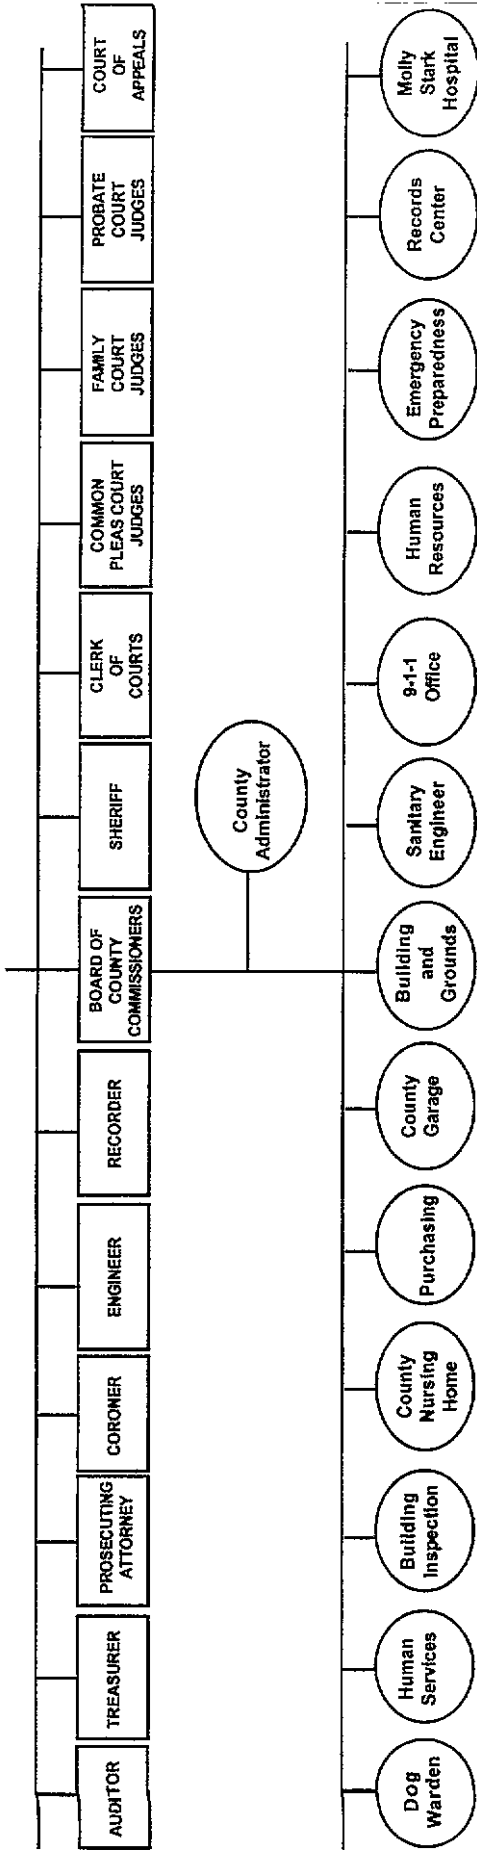 AUDITOR
TREASURER
PROSECUTING
ATTORNEY
CORONER
ENGINEER
RECORDER
BOARD OF
COUNTY
COMMISSIONERS
SHERIFF
CLERK
OF
COURTS
COMMON
PLEAS COURT
JUDGES
FAMILY
COURT
JUDGES
PROBATE
COURT
JUDGES
COURT
OF
APPEALS
County
Administrator
Dog
Warden
Human
Services
Building
Inspection
County
Nursing
Home
Purchasing
County
Garage
Building
and
Grounds
Sanitary
Engineer
9-1-1
Office
Human
Resources
Emergency
Preparedness
Records
Center
Molly
Stark
Hospital